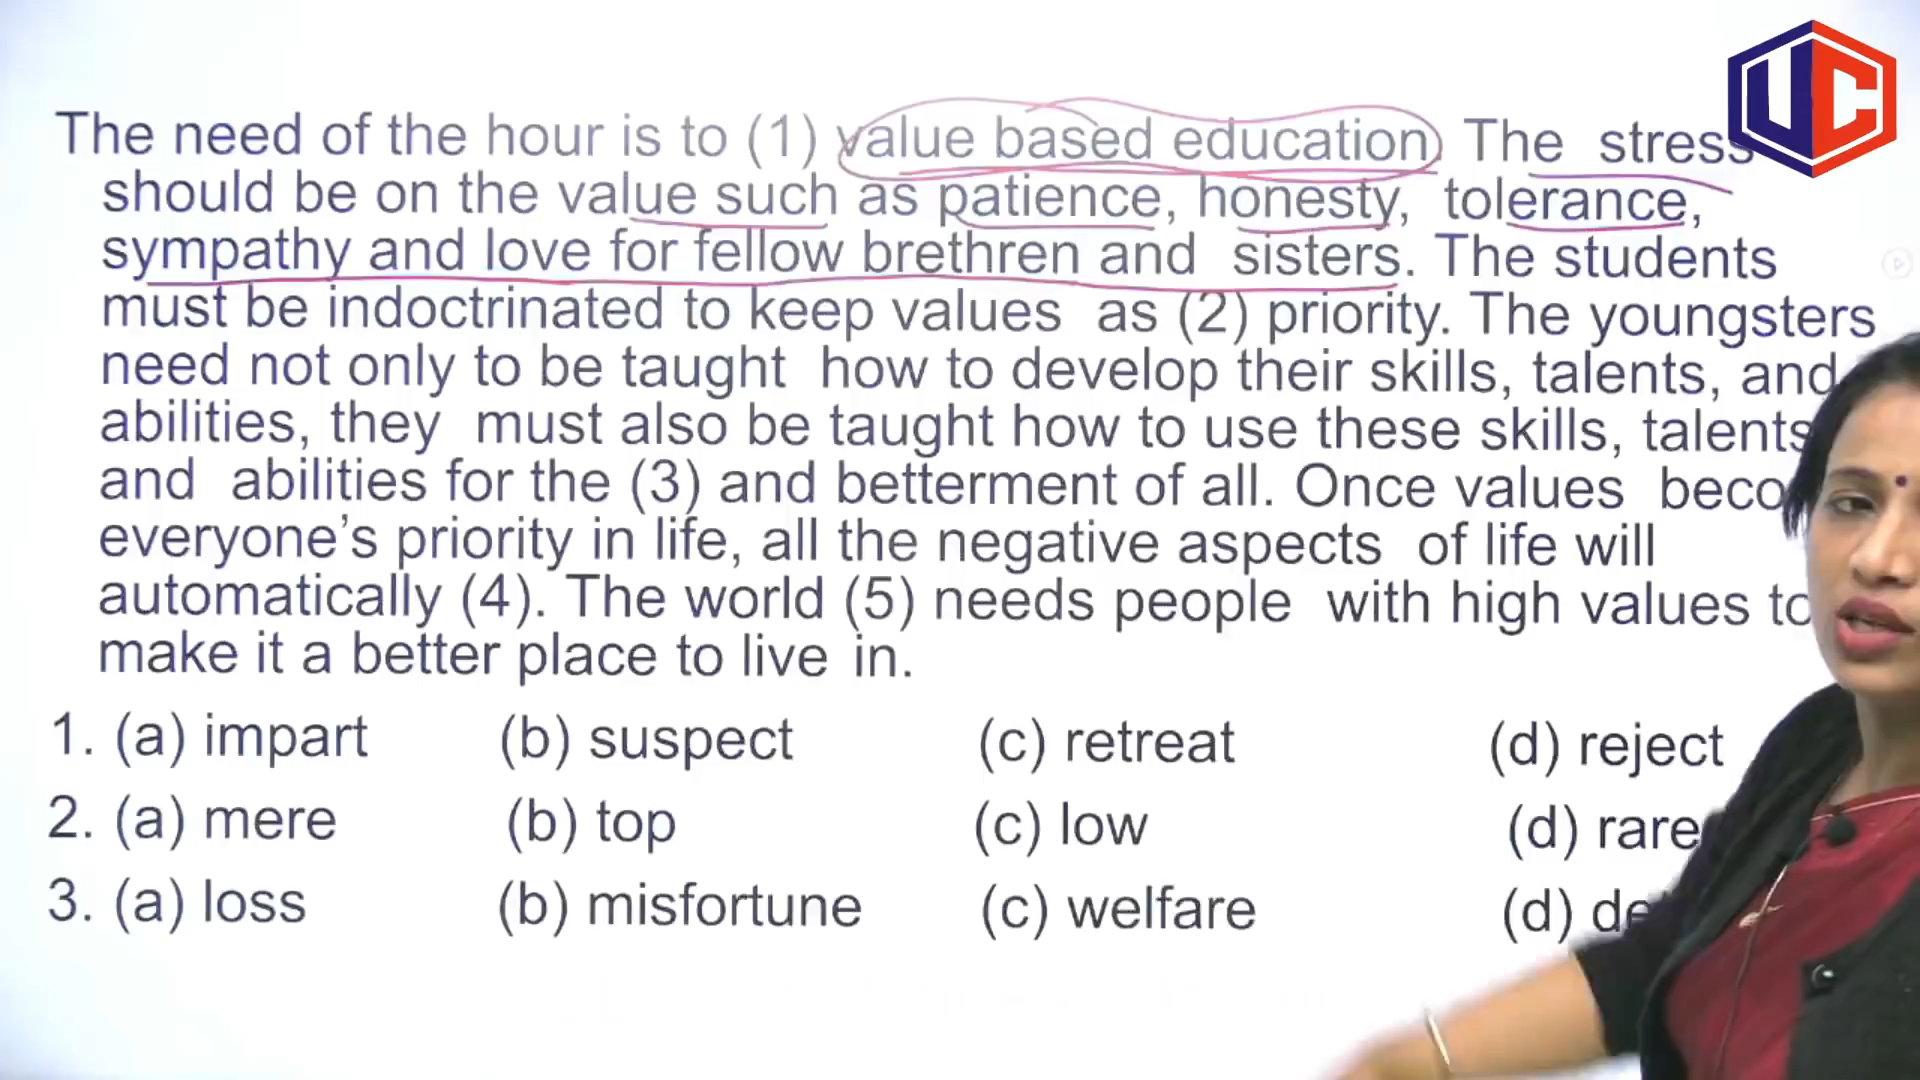 UC
The need of the hour is to (1) value based education. The stress
should be on the value such as patience, honesty, tolerance,
sympathy and love for fellow brethren and sisters. The students
must be indoctrinated to keep values as (2) priority. The youngsters
need not only to be taught how to develop their skills, talents, and
abilities, they must also be taught how to use these skills, talents
and abilities for the (3) and betterment of all. Once values
everyone's priority in life, all the negative aspects of life will
automatically (4). The world (5) needs people with high values to
make it a better place to live in.
1. (a) impart (b) suspect (c) retreat (d) reject
2. (a) mere (b) top (c) low (d) rare
3. (a) loss (b) misfortune (c) welfare (d)